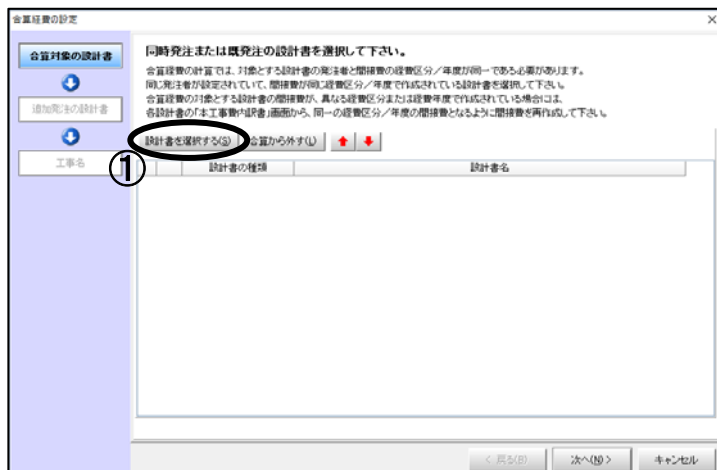 合算経費の設定
合算対象の設計書
追加発注の設計書
工事名
同時発注または既発注の設計書を選択して下さい。
合算経費の計算では、対象とする設計書の発注者と間接費の経費区分／年度が同一である必要があります。
同じ発注者が設定されていて、間接費が同じ経費区分／年度で作成されている設計書を選択して下さい。
合算経費の対象とする設計書の間接費が、異なる経費区分または経費年度で作成されている場合には、
各設計書の「本工事費内訳書」画面から、同一の経費区分／年度の間接費となるように間接費を再作成して下さい。
設計書を選択する(S) 合算から外す(L)
①
設計書の種類 設計書名
< 戻る(B) 次へ(N) > キャンセル